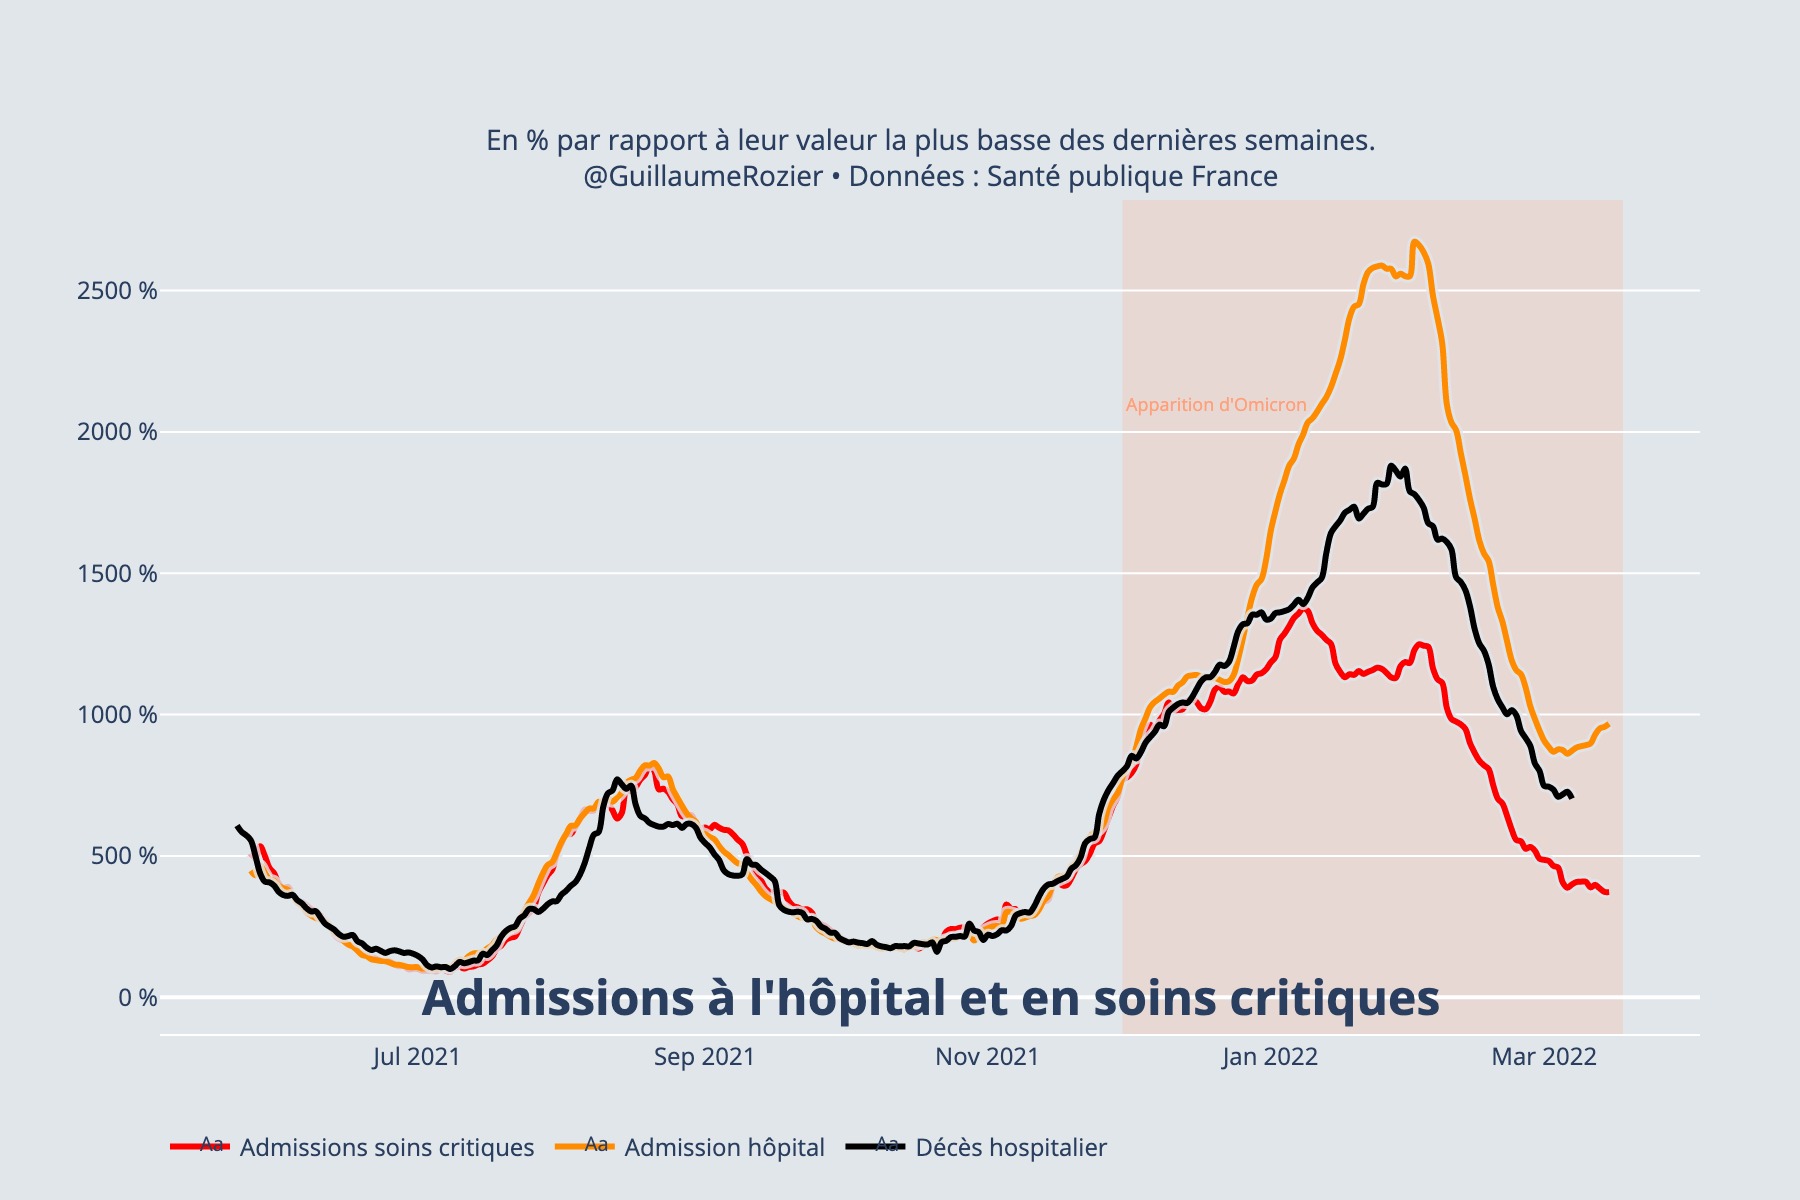 En % par rapport à leur valeur la plus basse des dernières semaines.
@GuillaumeRozier • Données : Santé publique France
2500 %
Apparition d'Omicron
2000 %
1500 %
1000 %
500 %
0 %
Admissions à l'hôpital et en soins critiques
Jul 2021 Sep 2021 Nov 2021 Jan 2022 Mar 2022
Aa Admissions soins critiques Aa Admission hôpital Aa Décès hospitalier